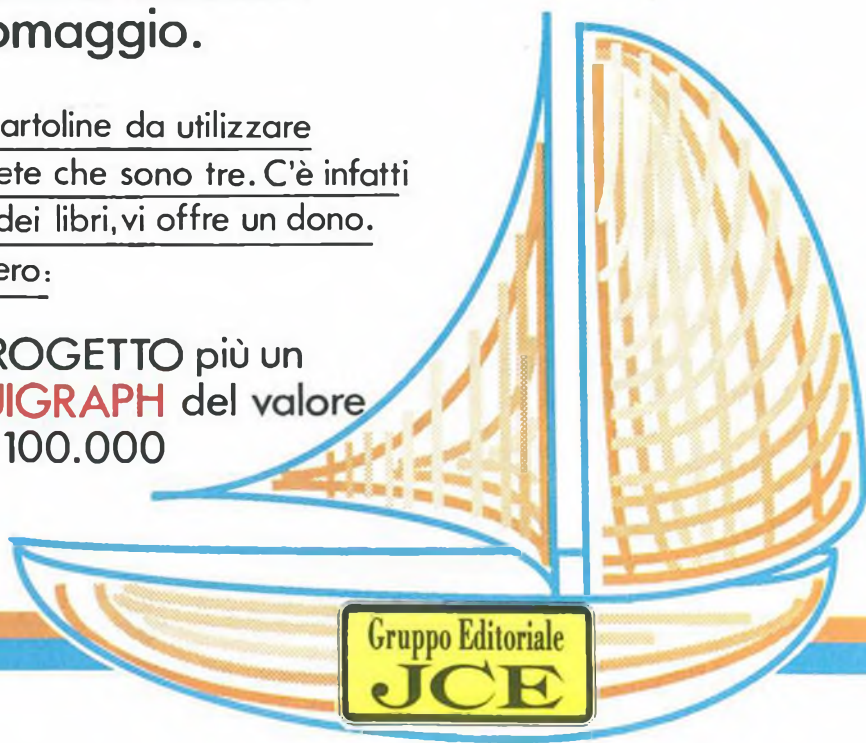 omaggio.
artoline da utilizzare
ete che sono tre. C'è infatti
dei libri, vi offre un dono.
ero:
ROGETTO più un
UIGRAPH del valore
100.000
Gruppo Editoriale
JCE